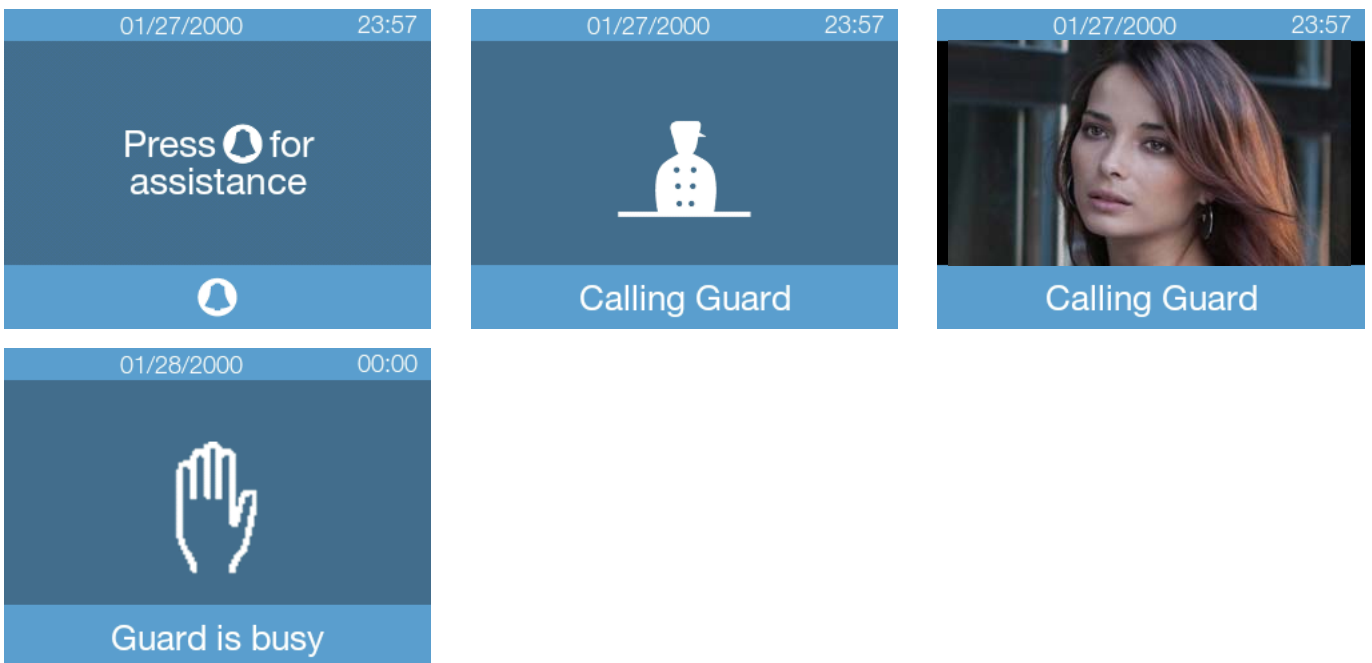 01/27/2000 23:57
Press for
assistance
01/27/2000 23:57
Calling Guard
01/27/2000 23:57
Calling Guard
01/28/2000 00:00
Guard is busy